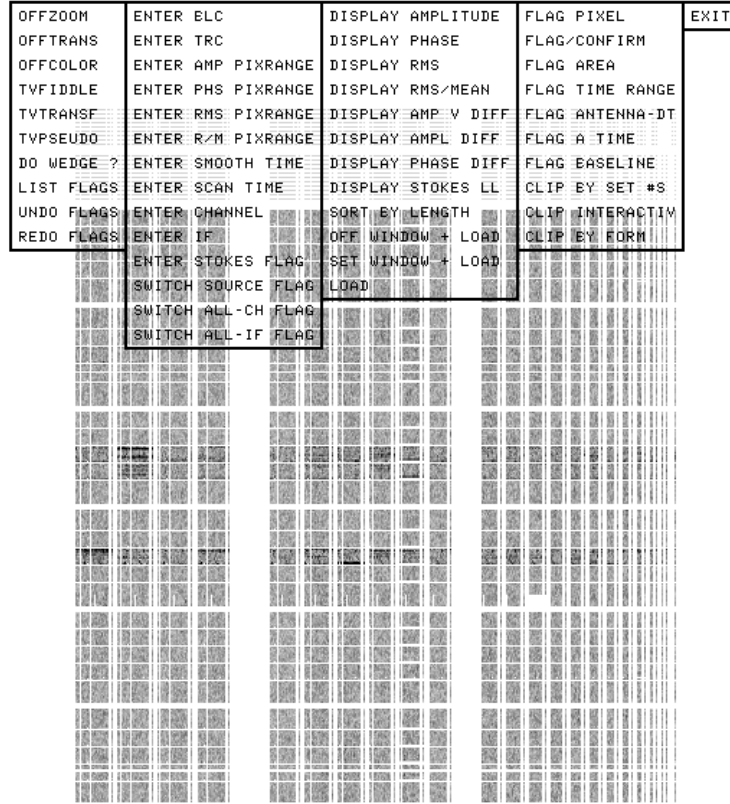 OFFZOOM
OFFTRANS
OFFCOLOR
TVFIDDLE
TVTRANSF
TVPSEUDO
DO WEDGE ?
LIST FLAGS
UNDO FLAGS
REDO FLAGS
ENTER BLC
ENTER TRC
ENTER AMP PIXRANGE
ENTER PHS PIXRANGE
ENTER RMS PIXRANGE
ENTER R/M PIXRANGE
ENTER SMOOTH TIME
ENTER SCAN TIME
ENTER CHANNEL
ENTER IF
ENTER STOKES FLAG
SWITCH SOURCE FLAG
SWITCH ALL-CH FLAG
SWITCH ALL-IF FLAG
DISPLAY AMPLITUDE
DISPLAY PHASE
DISPLAY RMS
DISPLAY RMS/MEAN
DISPLAY AMP V DIFF
DISPLAY AMPL DIFF
DISPLAY PHASE DIFF
DISPLAY STOKES LL
SORT BY LENGTH
OFF WINDOW + LOAD
SET WINDOW + LOAD
LOAD
FLAG PIXEL
FLAG/CONFIRM
FLAG AREA
FLAG TIME RANGE
FLAG ANTENNA-DT
FLAG A TIME
FLAG BASELINE
CLIP BY SET #S
CLIP INTERACTIV
CLIP BY FORM
EXIT